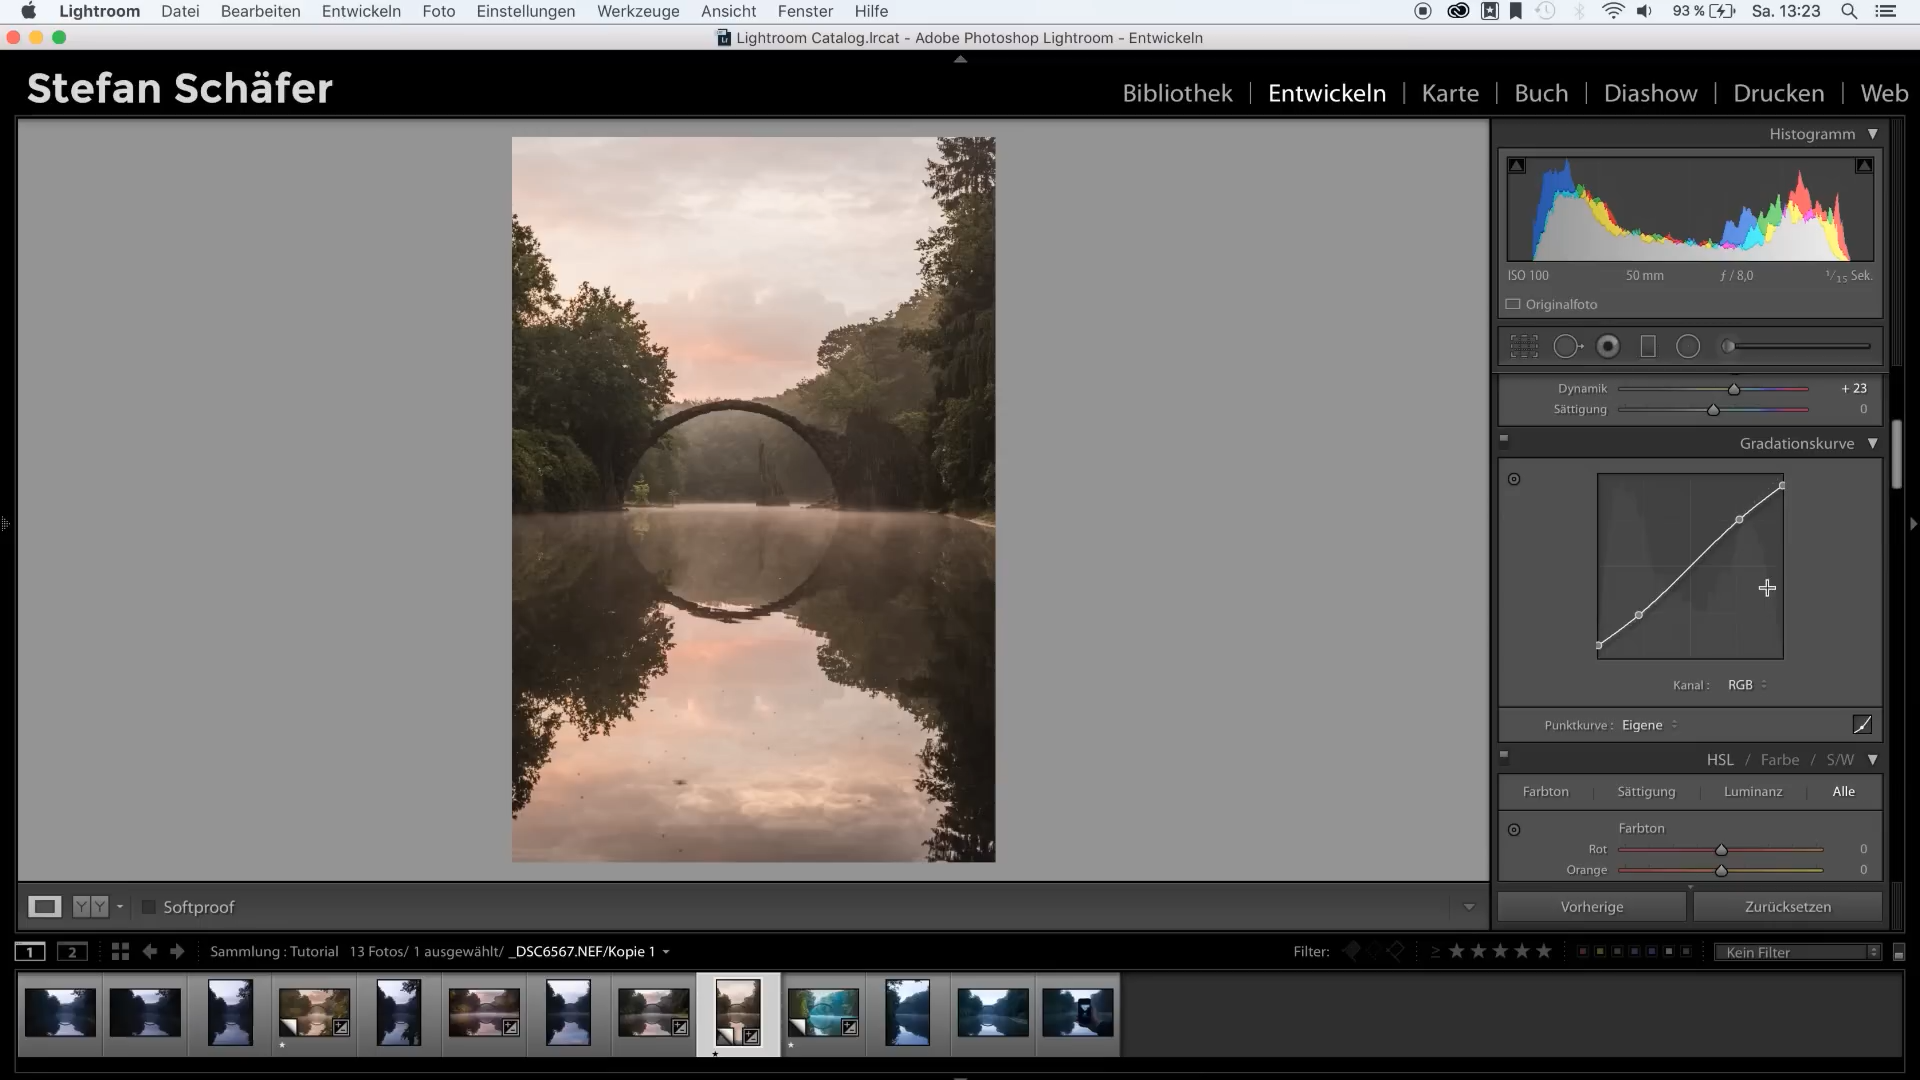 Lightroom Datei Bearbeiten Entwickeln Foto Einstellungen Werkzeuge Ansicht Fenster Hilfe 93 % Sa. 13:23
Lightroom Catalog.lrcat - Adobe Photoshop Lightroom - Entwickeln
Stefan Schäfer
Bibliothek | Entwickeln | Karte | Buch | Diashow | Drucken | Web
Histogramm
ISO 100 50 mm ƒ / 8,0 1/15 Sek.
Originalfoto
Dynamik + 23
Sättigung 0
Gradationskurve
Kanal : RGB
Punktkurve : Eigene
HSL / Farbe / S/W
Farbton Sättigung Luminanz Alle
Farbton
Rot 0
Orange 0
Vorherige Zurücksetzen
YY Softproof
1 2 Sammlung : Tutorial 13 Fotos/ 1 ausgewählt/ _DSC6567.NEF/Kopie 1 Filter: ≥ Kein Filter